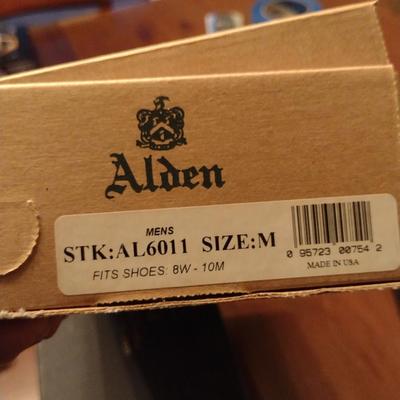 Alden
MENS
STK:AL6011 SIZE:M
FITS SHOES: 8W - 10M
0 95723 00754 2
MADE IN USA